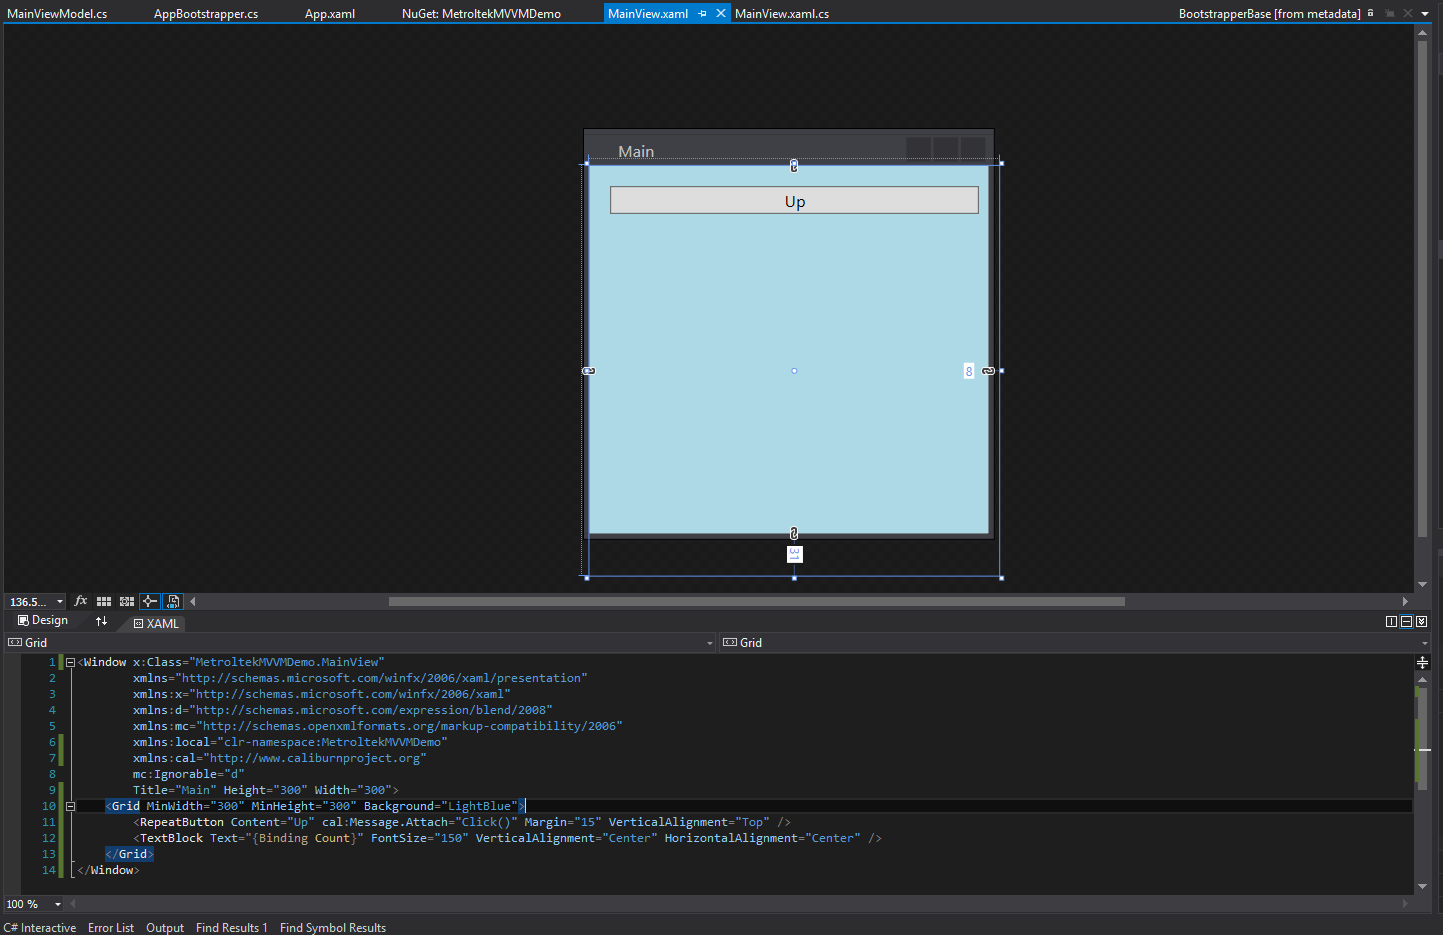 MainViewModel.cs AppBootstrapper.cs App.xaml NuGet: MetroltekMVVMDemo MainView.xaml MainView.xaml.cs BootstrapperBase [from metadata]
Main
Up
8
31
136.5... fx
Design XAML
Grid Grid
1 <Window x:Class="MetroltekMVVMDemo.MainView"
2 xmlns="http://schemas.microsoft.com/winfx/2006/xaml/presentation"
3 xmlns:x="http://schemas.microsoft.com/winfx/2006/xaml"
4 xmlns:d="http://schemas.microsoft.com/expression/blend/2008"
5 xmlns:mc="http://schemas.openxmlformats.org/markup-compatibility/2006"
6 xmlns:local="clr-namespace:MetroltekMVVMDemo"
7 xmlns:cal="http://www.caliburnproject.org"
8 mc:Ignorable="d"
9 Title="Main" Height="300" Width="300">
10 <Grid MinWidth="300" MinHeight="300" Background="LightBlue">
11 <RepeatButton Content="Up" cal:Message.Attach="Click()" Margin="15" VerticalAlignment="Top" />
12 <TextBlock Text="{Binding Count}" FontSize="150" VerticalAlignment="Center" HorizontalAlignment="Center" />
13 </Grid>
14 </Window>
100 %
C# Interactive Error List Output Find Results 1 Find Symbol Results